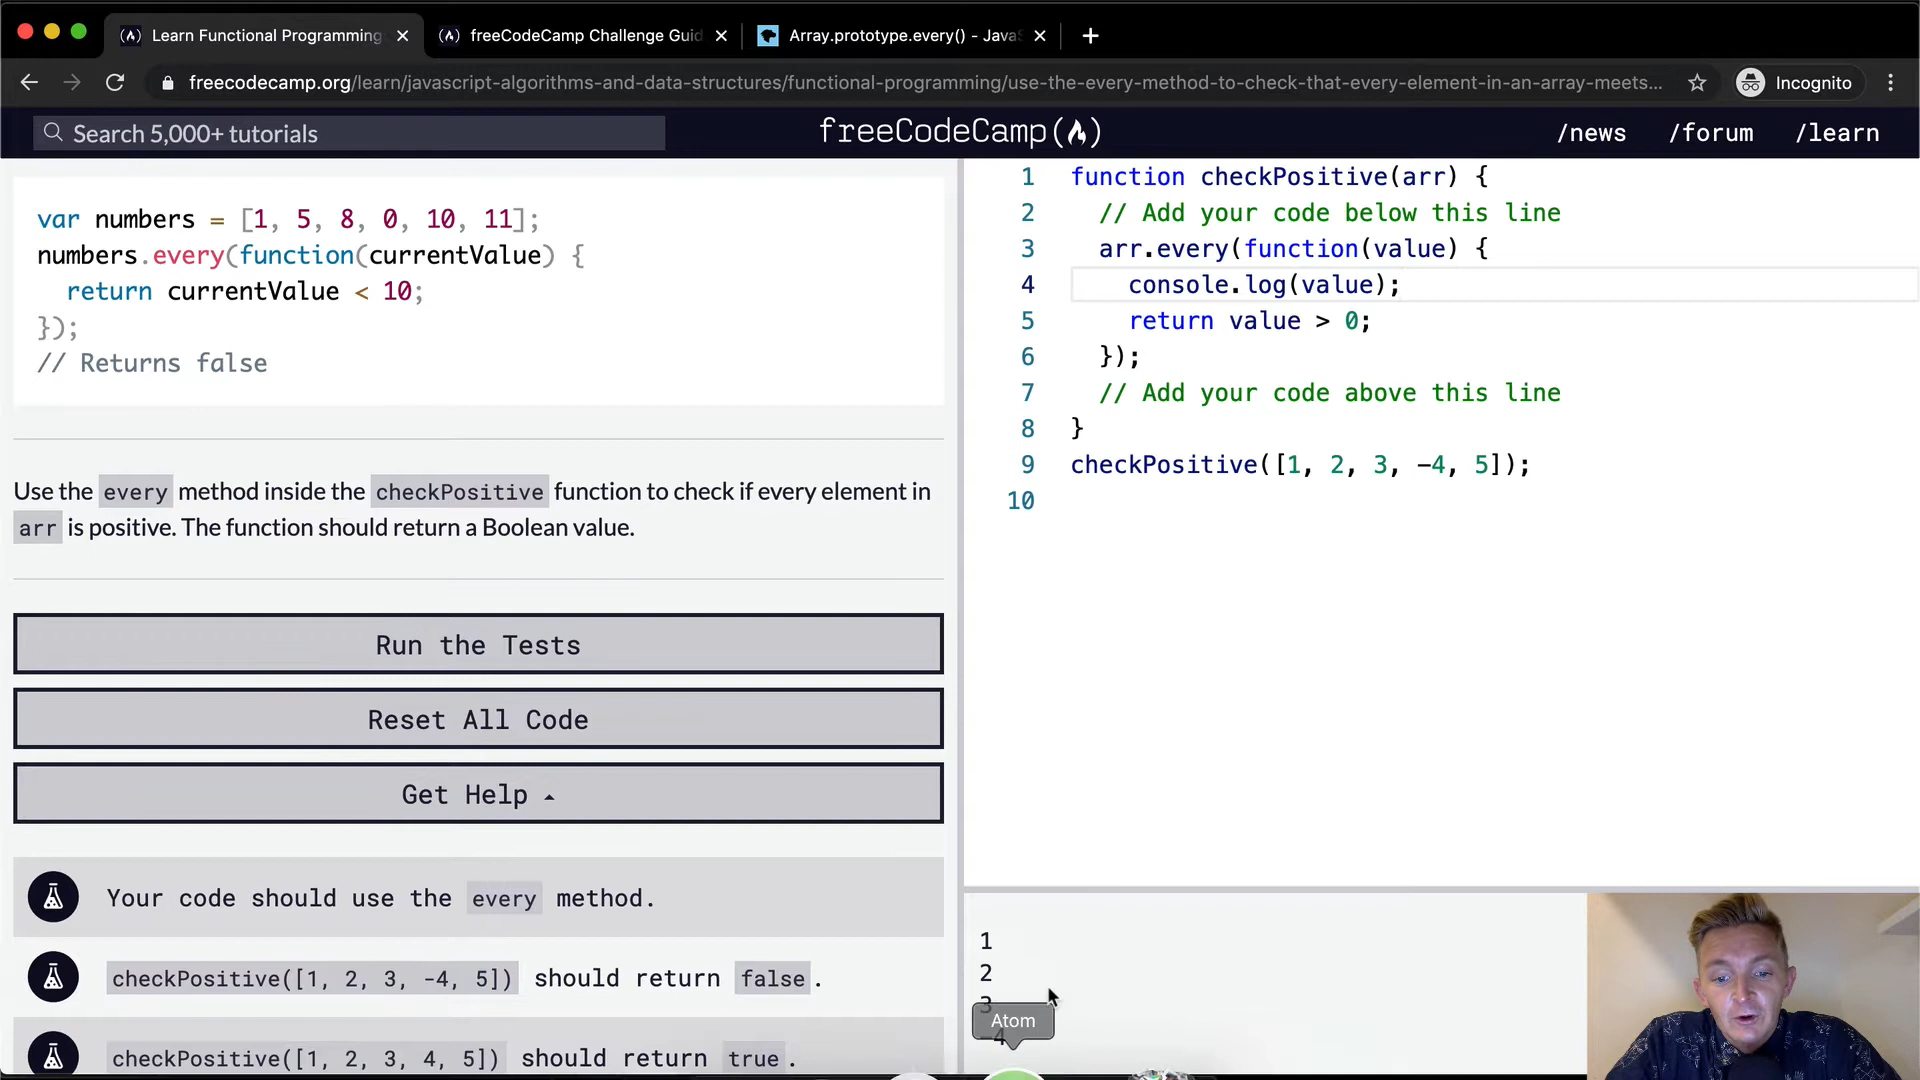 Learn Functional Programming
freeCodeCamp Challenge Guid
Array.prototype.every() - Java
freecodecamp.org/learn/javascript-algorithms-and-data-structures/functional-programming/use-the-every-method-to-check-that-every-element-in-an-array-meets...
Incognito
Search 5,000+ tutorials
freeCodeCamp
/news
/forum
/learn
var numbers = [1, 5, 8, 0, 10, 11];
numbers.every(function(currentValue) {
return currentValue < 10;
});
// Returns false
Use the every method inside the checkPositive function to check if every element in
arr is positive. The function should return a Boolean value.
Run the Tests
Reset All Code
Get Help
Your code should use the every method.
checkPositive([1, 2, 3, -4, 5]) should return false.
checkPositive([1, 2, 3, 4, 5]) should return true.
1 function checkPositive(arr) {
2 // Add your code below this line
3 arr.every(function(value) {
4 console.log(value);
5 return value > 0;
6 });
7 // Add your code above this line
8 }
9 checkPositive([1, 2, 3, -4, 5]);
10
1
2
3
-4
Atom